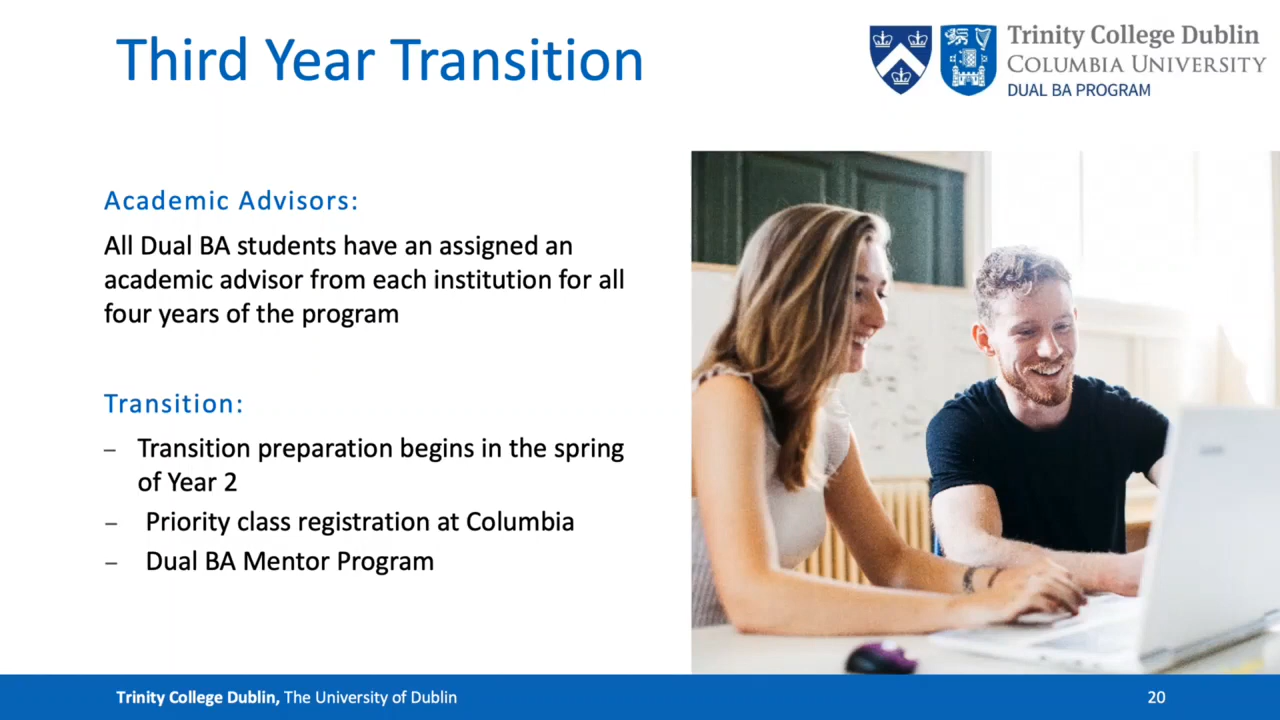 Third Year Transition
Trinity College Dublin
COLUMBIA UNIVERSITY
DUAL BA PROGRAM
Academic Advisors:
All Dual BA students have an assigned an
academic advisor from each institution for all
four years of the program
Transition:
– Transition preparation begins in the spring
of Year 2
– Priority class registration at Columbia
– Dual BA Mentor Program
Trinity College Dublin, The University of Dublin
20